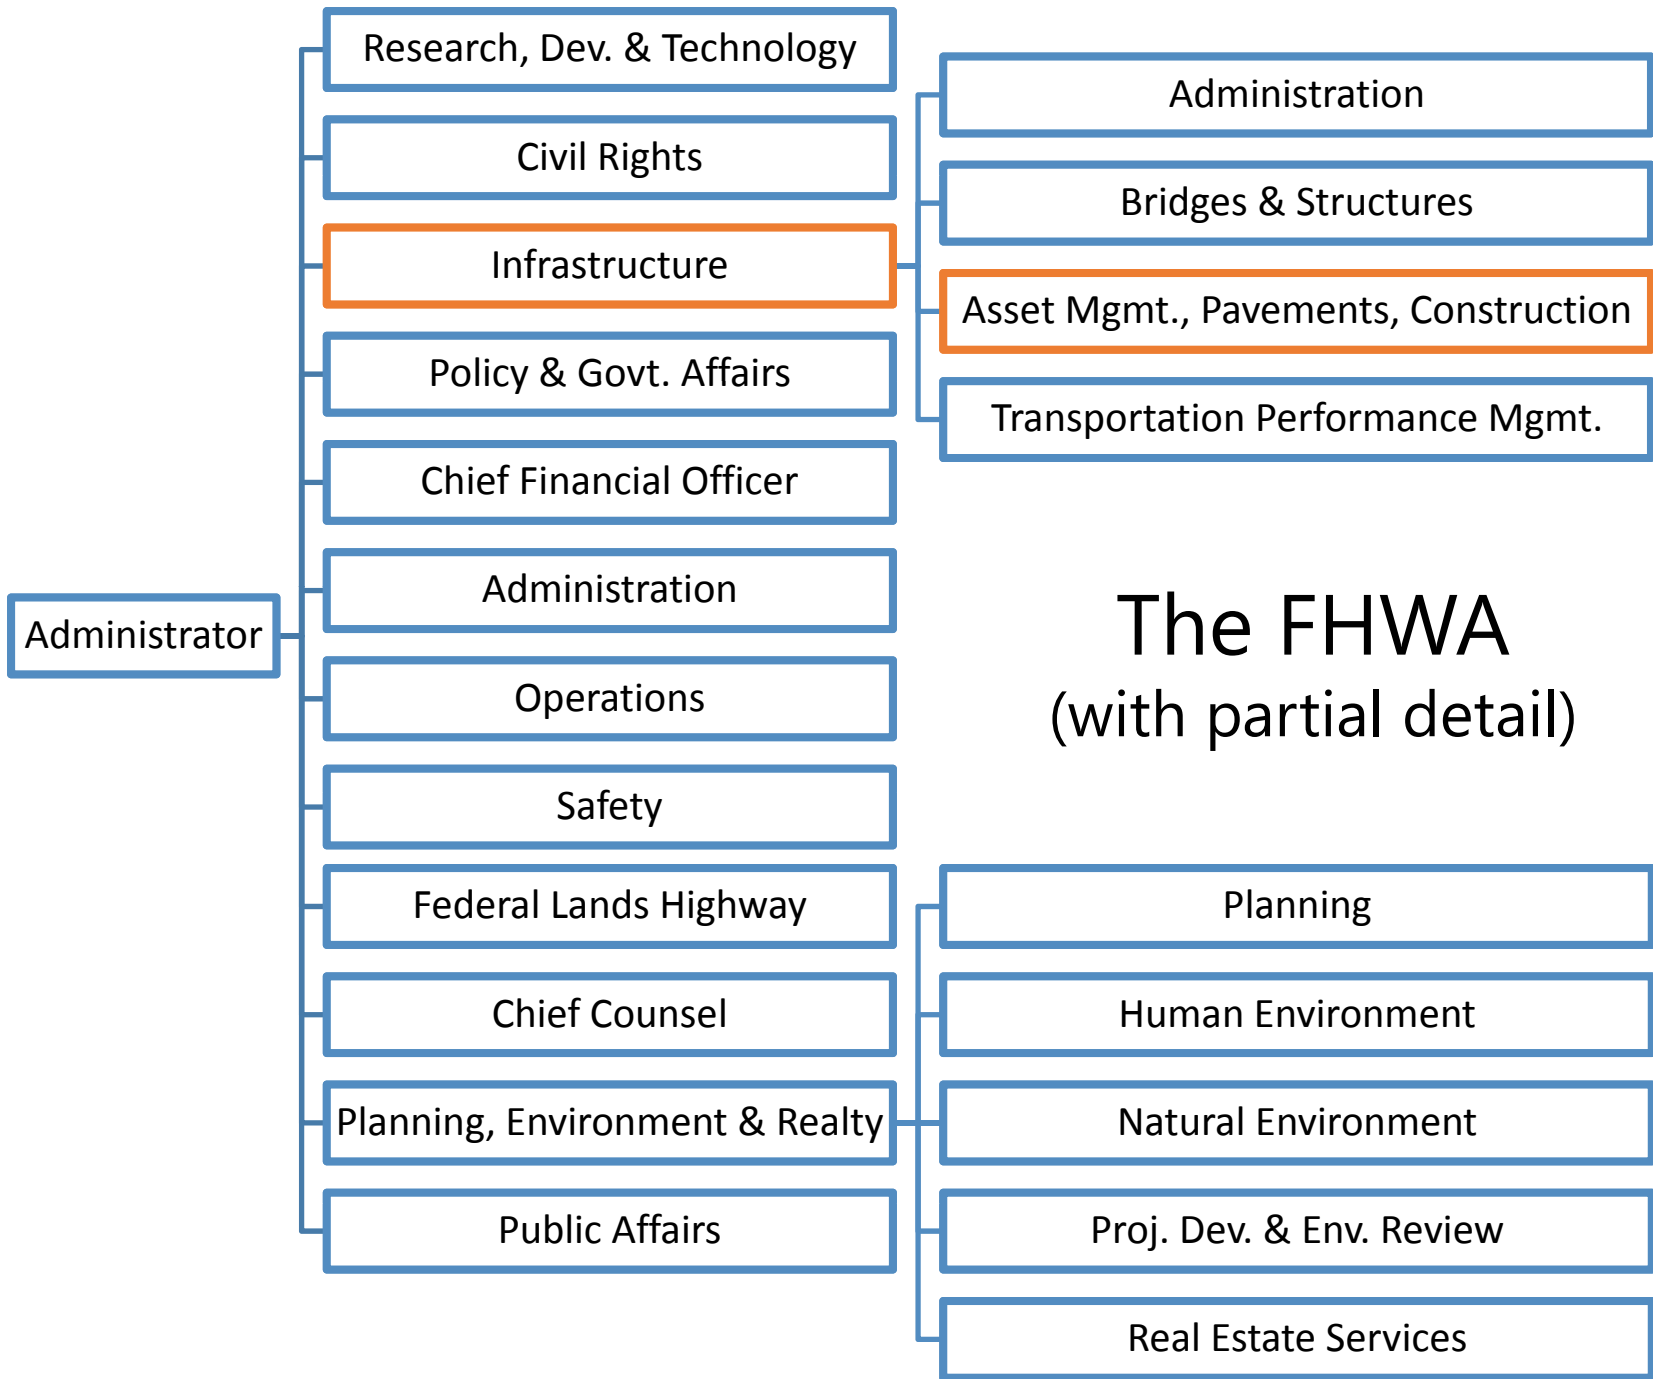 Administrator
Research, Dev. & Technology
Civil Rights
Infrastructure
Policy & Govt. Affairs
Chief Financial Officer
Administration
Operations
Safety
Federal Lands Highway
Chief Counsel
Planning, Environment & Realty
Public Affairs
Administration
Bridges & Structures
Asset Mgmt., Pavements, Construction
Transportation Performance Mgmt.
The FHWA
(with partial detail)
Planning
Human Environment
Natural Environment
Proj. Dev. & Env. Review
Real Estate Services